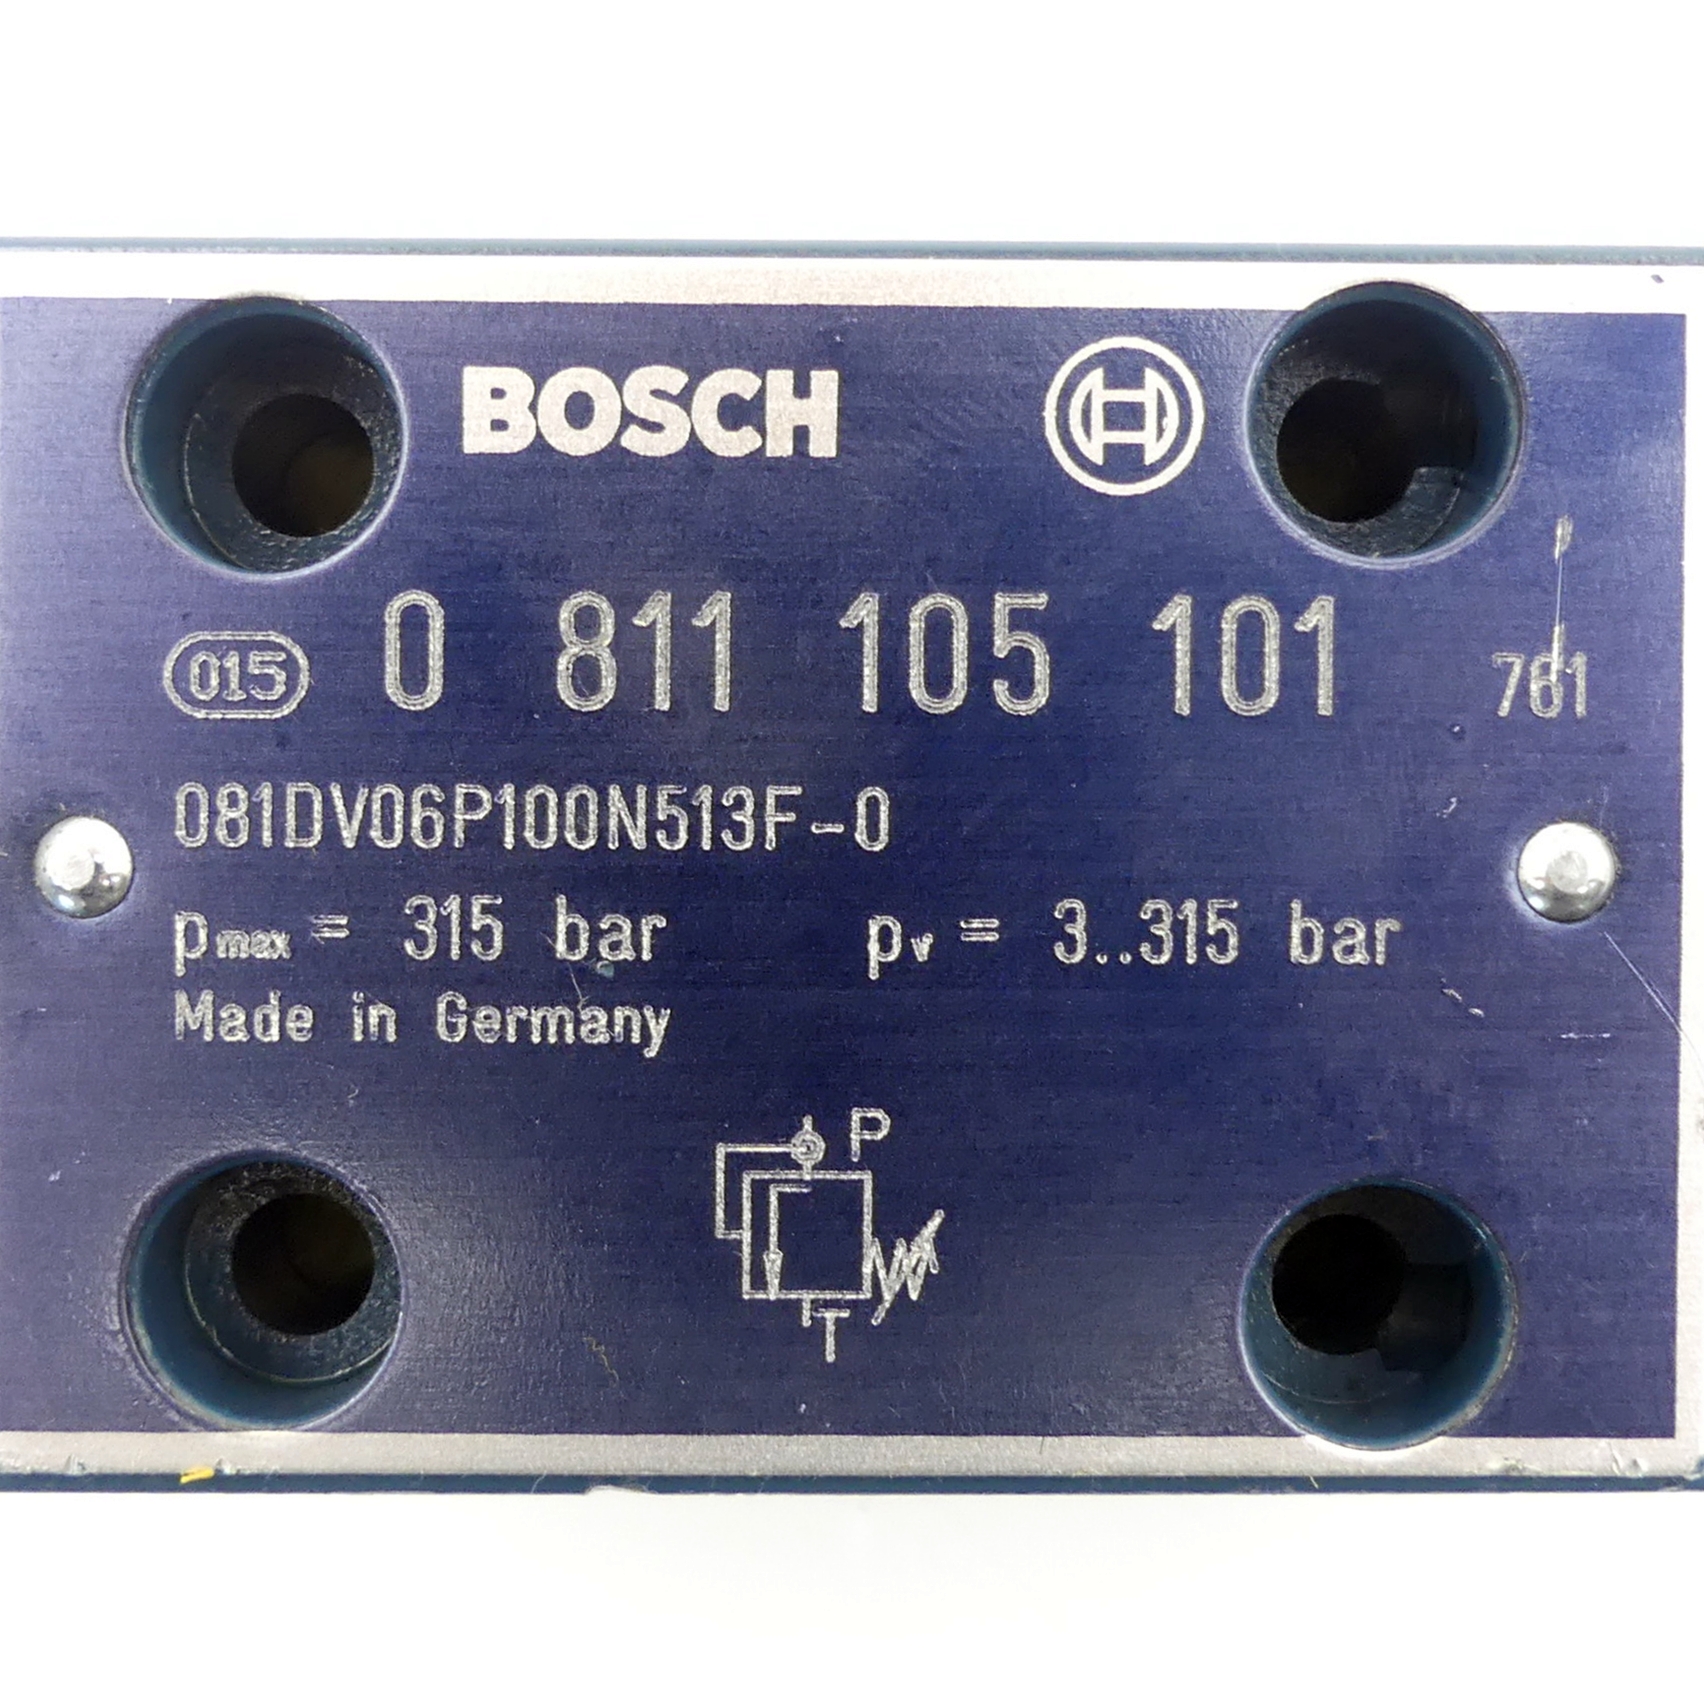 BOSCH
015 0 811 105 101 761
081DV06P100N513F-0
pmax = 315 bar pv = 3..315 bar
Made in Germany
P
T